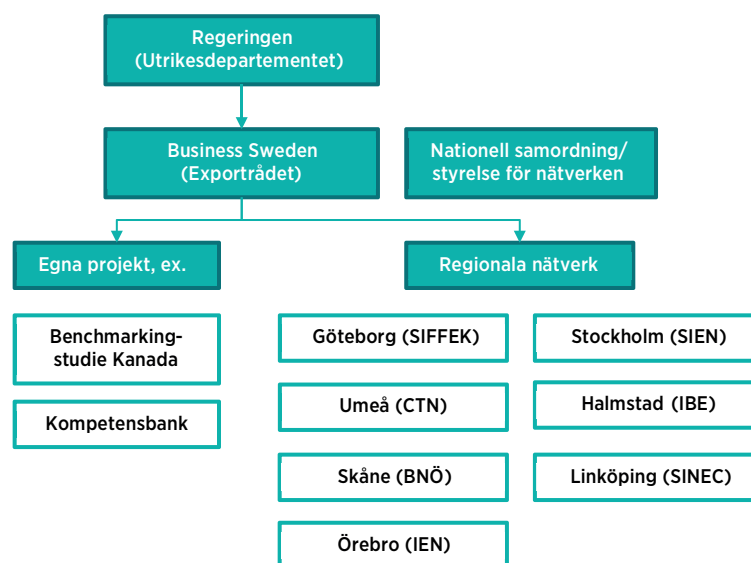 Regeringen
(Utrikesdepartementet)
Business Sweden
(Exportrådet)
Nationell samordning/
styrelse för nätverken
Egna projekt, ex.
Regionala nätverk
Benchmarking-
studie Kanada
Kompetensbank
Göteborg (SIFFEK)
Stockholm (SIEN)
Umeå (CTN)
Halmstad (IBE)
Skåne (BNÖ)
Linköping (SINEC)
Örebro (IEN)